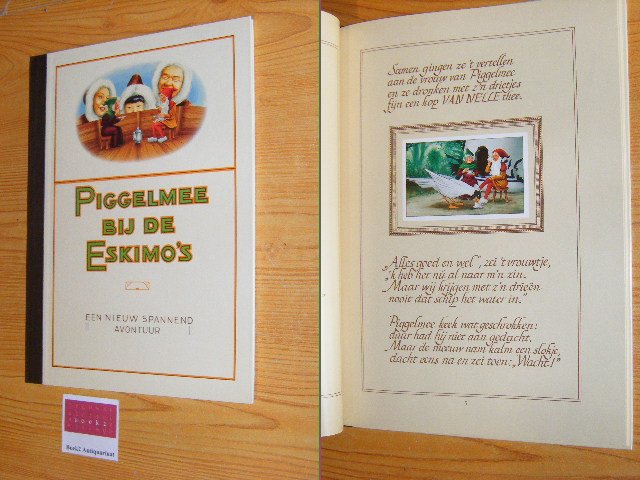 PIGGELMEE
BIJ DE
ESKIMO'S
EEN NIEUW SPANNEND
AVONTUUR
Boek2 Antiquariaat
Samen gingen ze 't vertellen
aan de vrouw van Piggelmee
en ze dronken met z'n drietjes
fijn een kop VAN NELLE thee.
„Alles goed en wel", zei 't vrouwtje,
„'k heb het nú al naar m'n zin.
„Maar wij krijgen met z'n drieën
nooit dat schip het water in."
Piggelmee keek wat geschrokken:
daar had hij niet aan gedacht.
Maar de meeuw nam kalm een slokje,
dacht eens na en zei toen: „Wacht!"
5